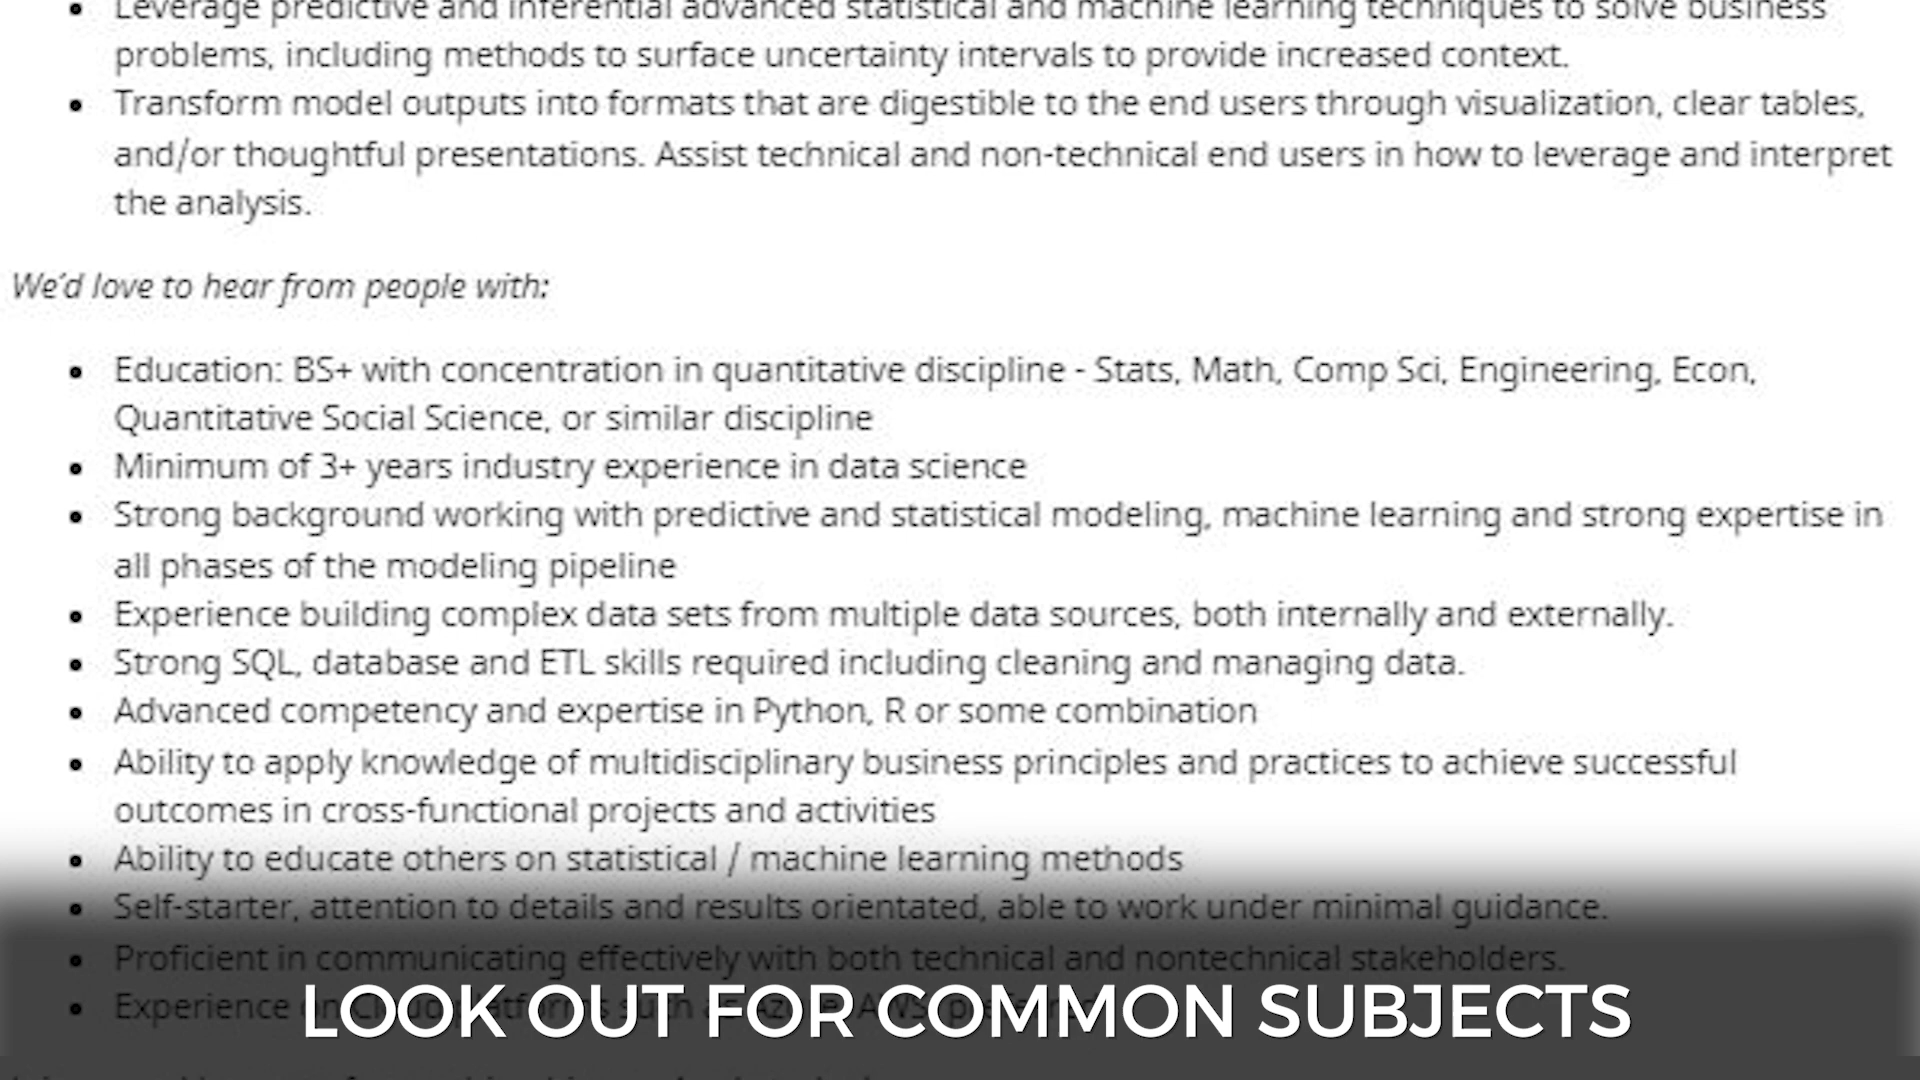 • Leverage predictive and inferential advanced statistical and machine learning techniques to solve business
problems, including methods to surface uncertainty intervals to provide increased context.
• Transform model outputs into formats that are digestible to the end users through visualization, clear tables,
and/or thoughtful presentations. Assist technical and non-technical end users in how to leverage and interpret
the analysis.
We'd love to hear from people with:
• Education: BS+ with concentration in quantitative discipline - Stats, Math, Comp Sci, Engineering, Econ,
Quantitative Social Science, or similar discipline
• Minimum of 3+ years industry experience in data science
• Strong background working with predictive and statistical modeling, machine learning and strong expertise in
all phases of the modeling pipeline
• Experience building complex data sets from multiple data sources, both internally and externally.
• Strong SQL, database and ETL skills required including cleaning and managing data.
• Advanced competency and expertise in Python, R or some combination
• Ability to apply knowledge of multidisciplinary business principles and practices to achieve successful
outcomes in cross-functional projects and activities
• Ability to educate others on statistical / machine learning methods
• Self-starter, attention to details and results orientated, able to work under minimal guidance.
• Proficient in communicating effectively with both technical and nontechnical stakeholders.
• Experience
LOOK OUT FOR COMMON SUBJECTS